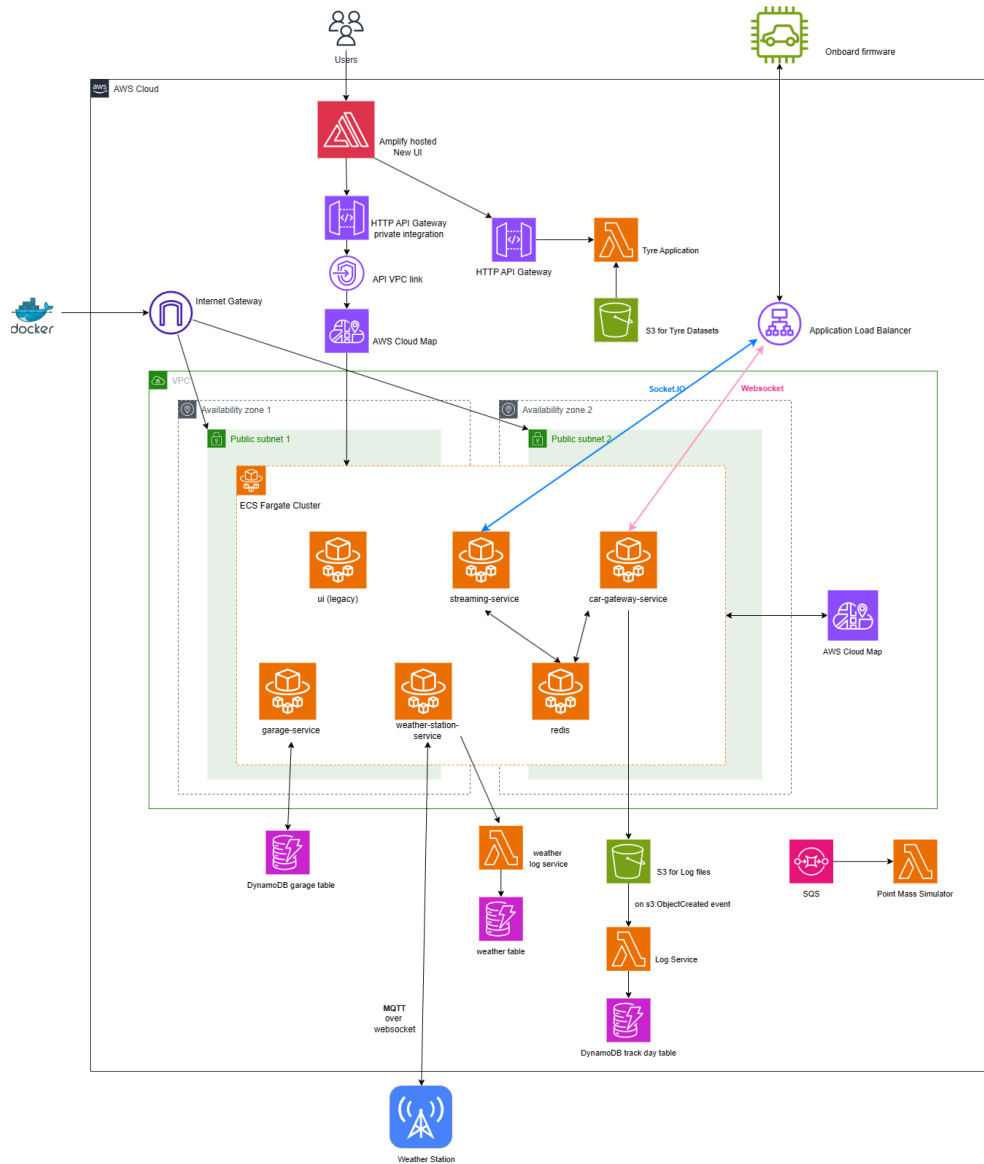 Users
Onboard firmware
aws
AWS Cloud
Amplify hosted
New UI
HTTP API Gateway
private integration
HTTP API Gateway
Tyre Application
API VPC link
Internet Gateway
docker
AWS Cloud Map
S3 for Tyre Datasets
Application Load Balancer
VPC
Socket.IO
Websocket
Availability zone 1
Availability zone 2
Public subnet 1
Public subnet 2
ECS Fargate Cluster
ui (legacy)
streaming-service
car-gateway-service
AWS Cloud Map
garage-service
weather-station-
service
redis
DynamoDB garage table
weather
log service
S3 for Log files
SQS
Point Mass Simulator
on s3:ObjectCreated event
weather table
Log Service
MQTT
over
websocket
DynamoDB track day table
Weather Station